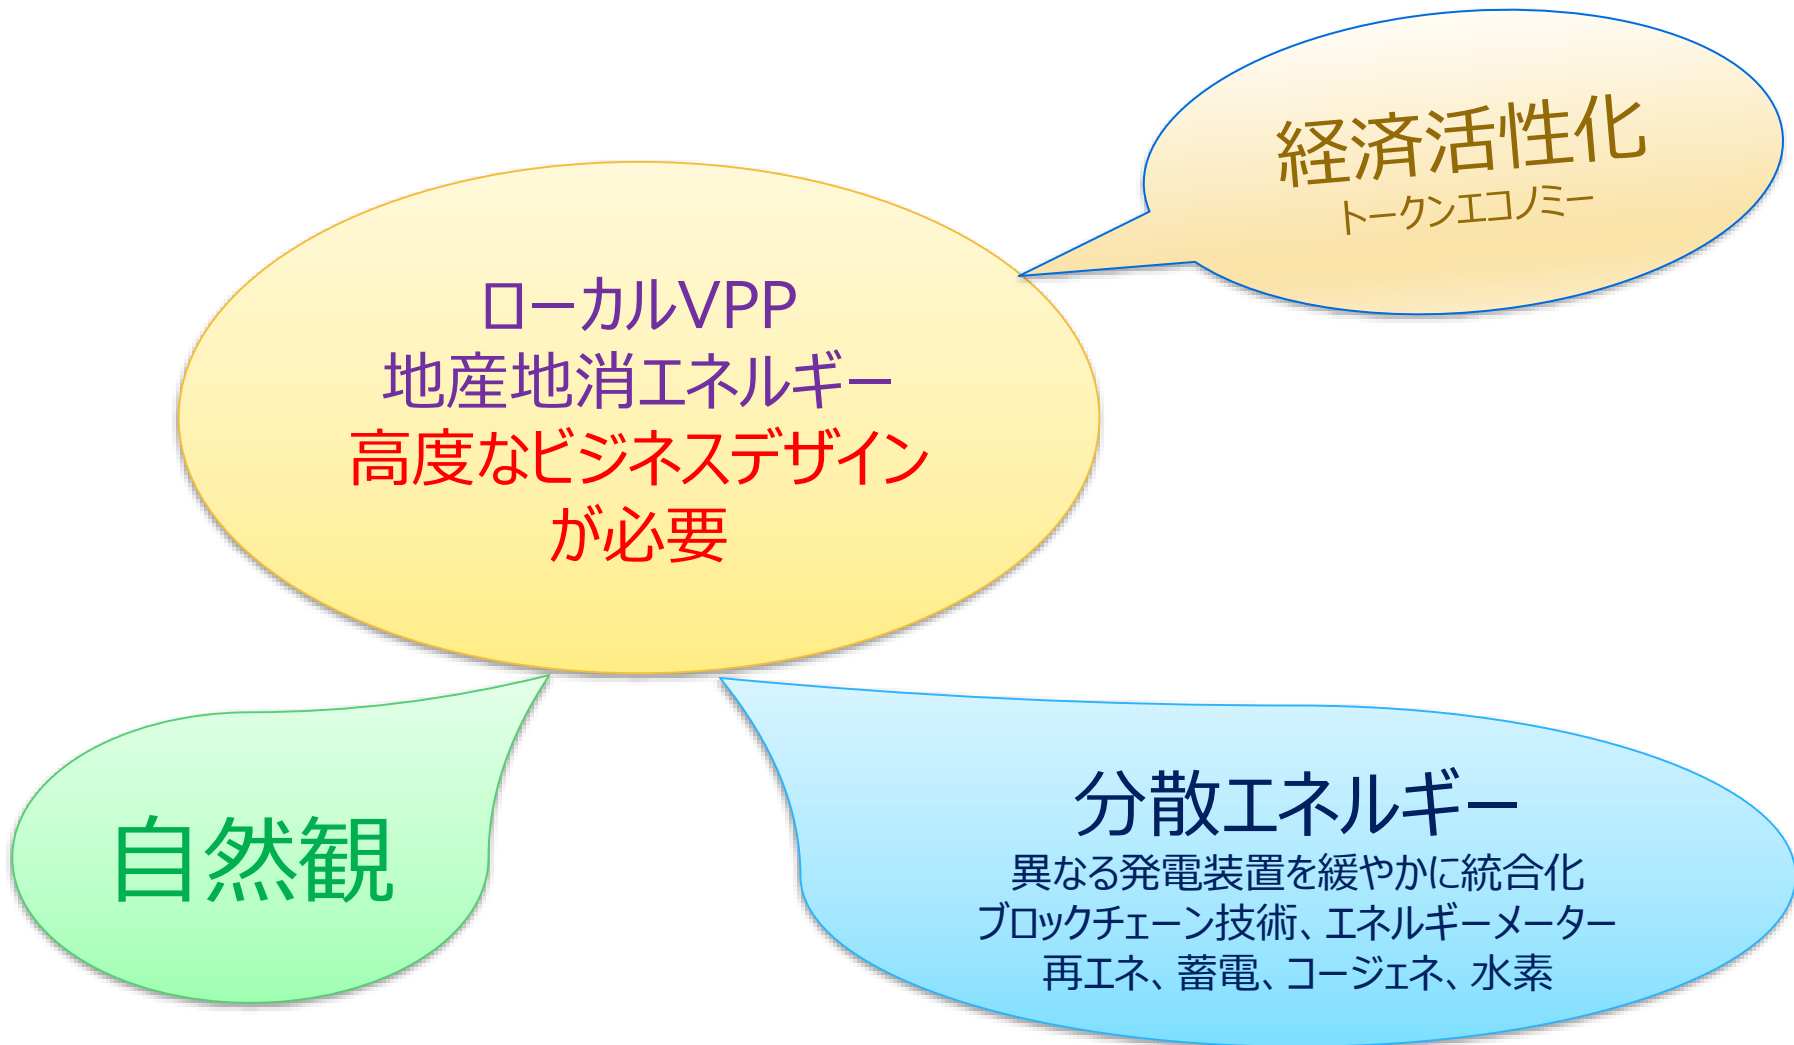 経済活性化
トークンエコノミー
ローカルVPP
地産地消エネルギー
高度なビジネスデザイン
が必要
自然観
分散エネルギー
異なる発電装置を緩やかに統合化
ブロックチェーン技術、エネルギーメーター
再エネ、蓄電、コージェネ、水素